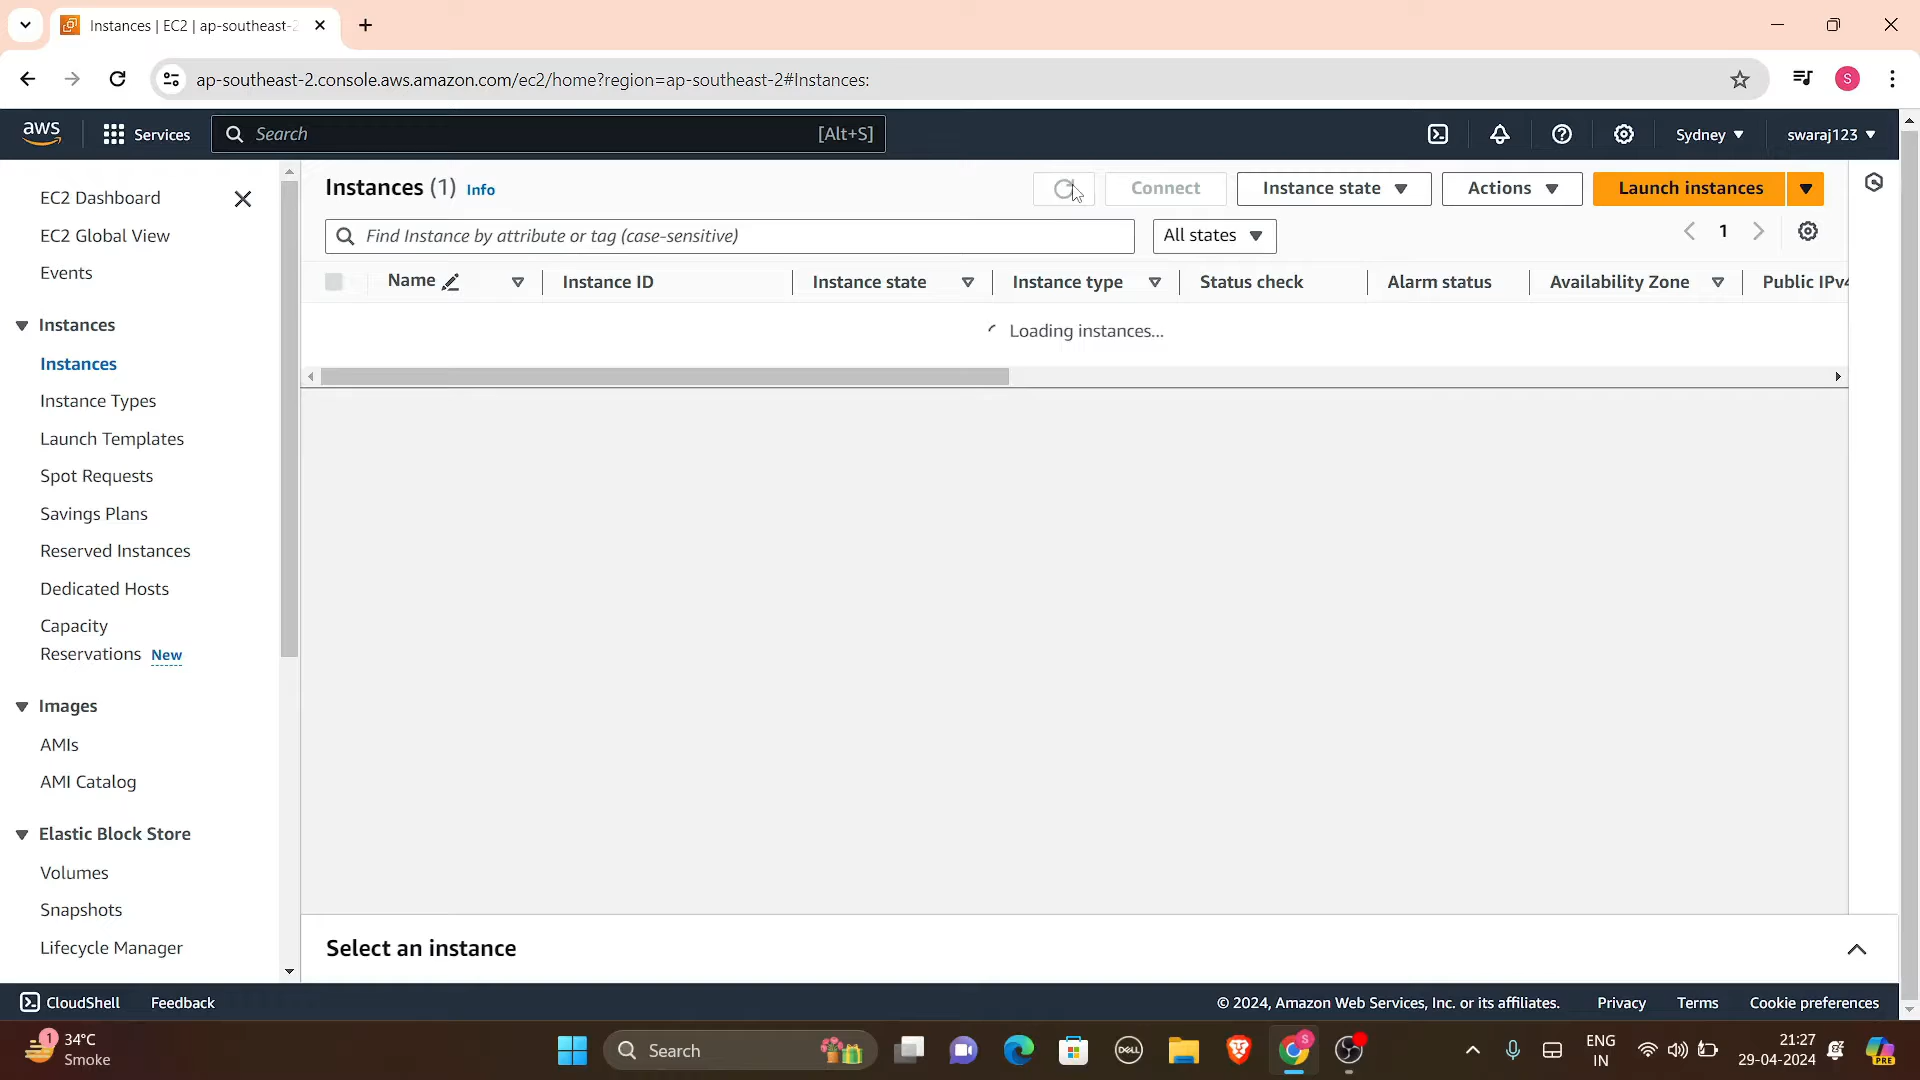 Instances | EC2 | ap-southeast-2
ap-southeast-2.console.aws.amazon.com/ec2/home?region=ap-southeast-2#Instances:
S
aws
Services
Search
[Alt+S]
Sydney
swaraj123
EC2 Dashboard
EC2 Global View
Events
Instances
Instances
Instance Types
Launch Templates
Spot Requests
Savings Plans
Reserved Instances
Dedicated Hosts
Capacity
Reservations New
Images
AMIs
AMI Catalog
Elastic Block Store
Volumes
Snapshots
Lifecycle Manager
Instances (1) Info
Connect
Instance state
Actions
Launch instances
Find Instance by attribute or tag (case-sensitive)
All states
1
Name
Instance ID
Instance state
Instance type
Status check
Alarm status
Availability Zone
Public IPv4
Loading instances...
Select an instance
CloudShell
Feedback
© 2024, Amazon Web Services, Inc. or its affiliates.
Privacy
Terms
Cookie preferences
1
34°C
Smoke
Search
DELL
S
ENG
IN
21:27
29-04-2024
PRE